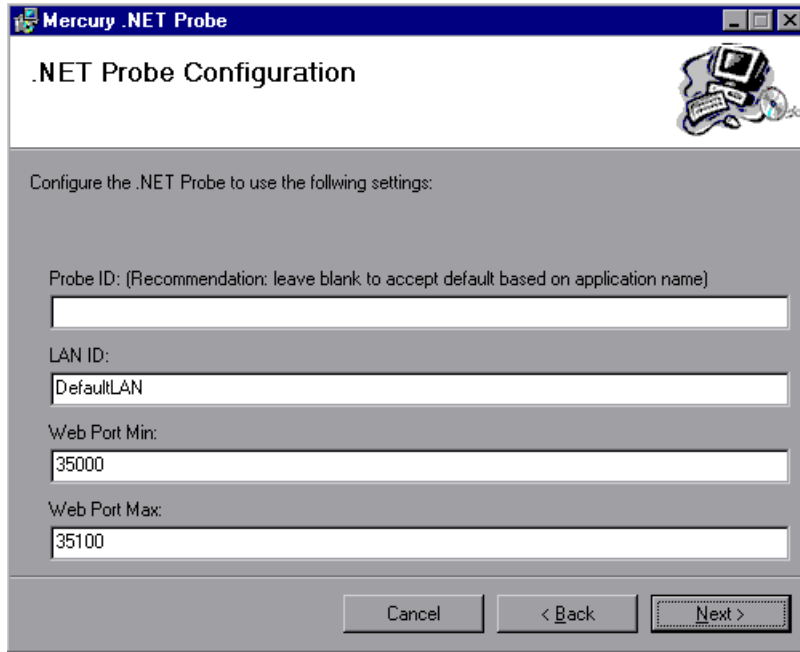 Mercury .NET Probe
.NET Probe Configuration
Configure the .NET Probe to use the follwing settings:
Probe ID: (Recommendation: leave blank to accept default based on application name)
LAN ID:
DefaultLAN
Web Port Min:
35000
Web Port Max:
35100
Cancel
< Back
Next >